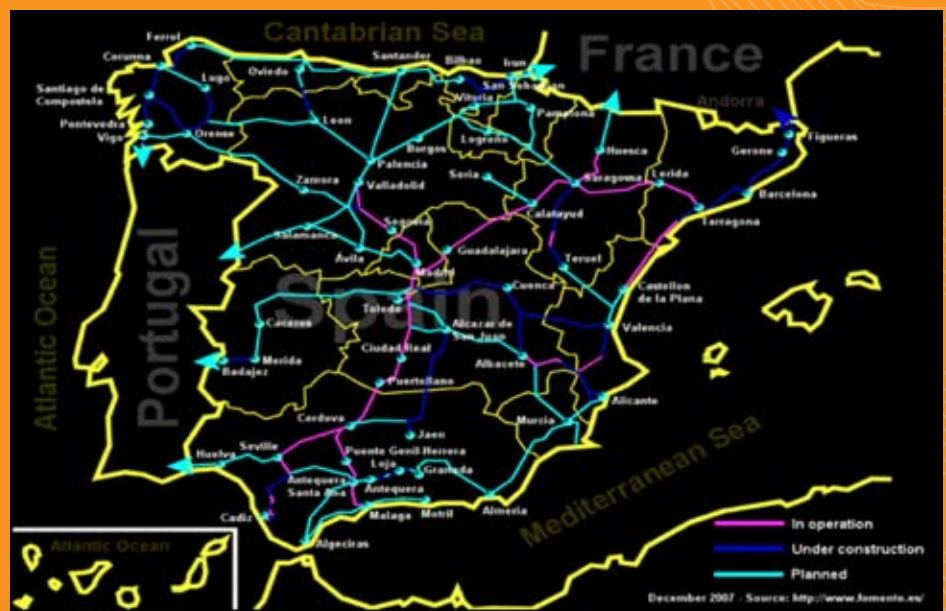 Cantabrian Sea
France
Ferrol
Corunna
Lugo
Oviedo
Santander
Bilbao
Irun
San Sebastian
Andorra
Santiago de
Compostela
Vitoria
Pamplona
Pontevedra
Vigo
Orense
Leon
Burgos
Logroño
Huesca
Figueras
Gerone
Palencia
Zamora
Valladolid
Soria
Saragossa
Lerida
Barcelona
Calatayud
Tarragona
Segovia
Salamanca
Avila
Guadalajara
Teruel
Madrid
Atlantic Ocean
Portugal
Spain
Cuenca
Castellon
de la Plana
Toledo
Caceres
Alcazar de
San Juan
Valencia
Merida
Badajoz
Ciudad Real
Albacete
Puertollano
Alicante
Cordova
Murcia
Jaen
Mediterranean Sea
Huelva
Seville
Puente Genil-Herrera
Loja
Granada
Antequera
Santa Ana
Antequera
Cadiz
Malaga
Motril
Almeria
Algeciras
Atlantic Ocean
In operation
Under construction
Planned
December 2007 - Source: http://www.fomento.es/